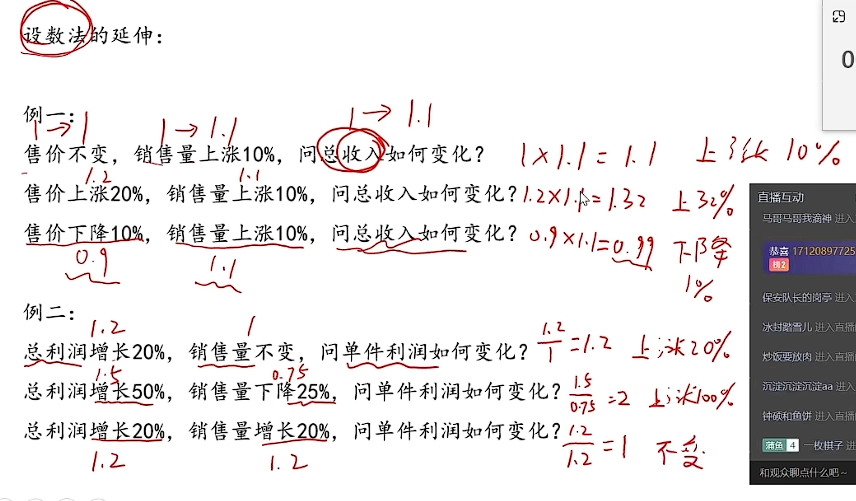 设数法的延伸：
0
例一：
1→1 1→1.1 1→1.1
售价不变，销售量上涨10%，问总收入如何变化？ 1×1.1=1.1 上涨10%
1.2 1.1
售价上涨20%，销售量上涨10%，问总收入如何变化？ 1.2×1.1=1.32 上32%
售价下降10%，销售量上涨10%，问总收入如何变化？ 0.9×1.1=0.99 下降
0.9 1.1 1%
例二：
1.2 1
总利润增长20%，销售量不变，问单件利润如何变化？ 1.2/1=1.2 上涨20%
1.5 0.75
总利润增长50%，销售量下降25%，问单件利润如何变化？ 1.5/0.75=2 上涨100%
总利润增长20%，销售量增长20%，问单件利润如何变化？ 1.2/1.2=1 不变
1.2 1.2
直播互动
马哥马哥我滴神 进入
恭喜 17120897725
榜2
保安队长的岗亭 进入
冰封踏雪儿 进入直播
炒饭要放肉 进入直播
沉淀沉淀沉淀aa 进入
钟硕和鱼饼 进入直播
蒲鱼 4 一枚棋子 进
和观众聊点什么吧~